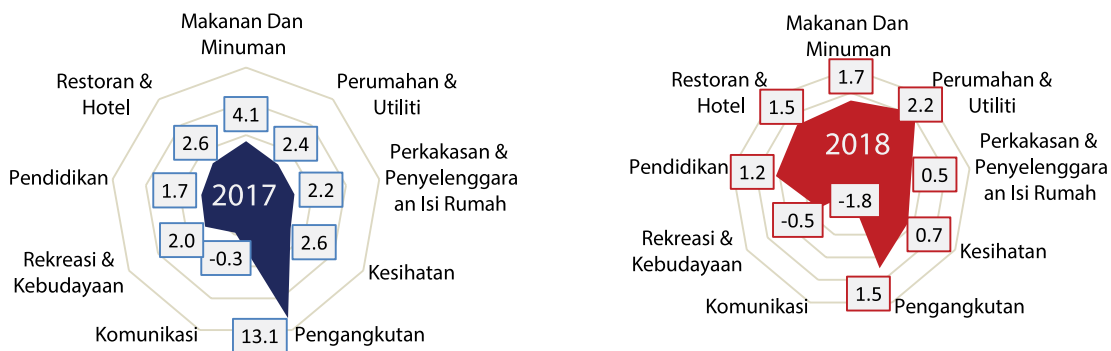 Makanan Dan
Minuman
Restoran &
Hotel
Perumahan &
Utiliti
4.1
2.6
2.4
Perkakasan &
Penyelenggara
an Isi Rumah
Pendidikan
1.7
2017
2.2
2.0
-0.3
2.6
Rekreasi &
Kebudayaan
Kesihatan
Komunikasi
13.1
Pengangkutan
Makanan Dan
Minuman
Restoran &
Hotel
1.7
Perumahan &
Utiliti
1.5
2.2
2018
Perkakasan &
Penyelenggara
an Isi Rumah
Pendidikan
1.2
0.5
-1.8
-0.5
0.7
Rekreasi &
Kebudayaan
Kesihatan
Komunikasi
1.5
Pengangkutan